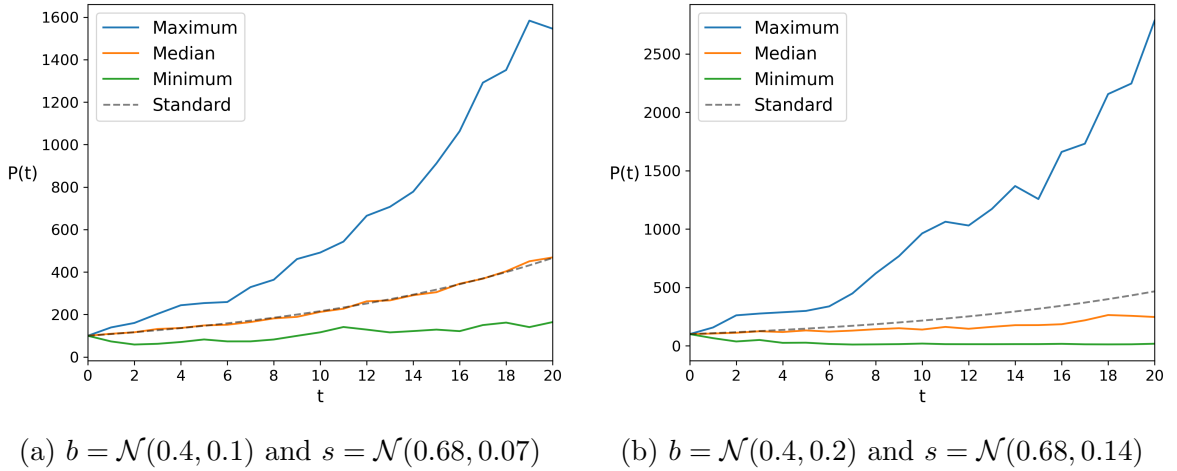 1600
1400
1200
1000
800
600
400
200
0
P(t)
Maximum
Median
Minimum
Standard
0 2 4 6 8 10 12 14 16 18 20
t
(a) b = 𝒩(0.4, 0.1) and s = 𝒩(0.68, 0.07)
2500
2000
1500
1000
500
0
P(t)
Maximum
Median
Minimum
Standard
0 2 4 6 8 10 12 14 16 18 20
t
(b) b = 𝒩(0.4, 0.2) and s = 𝒩(0.68, 0.14)